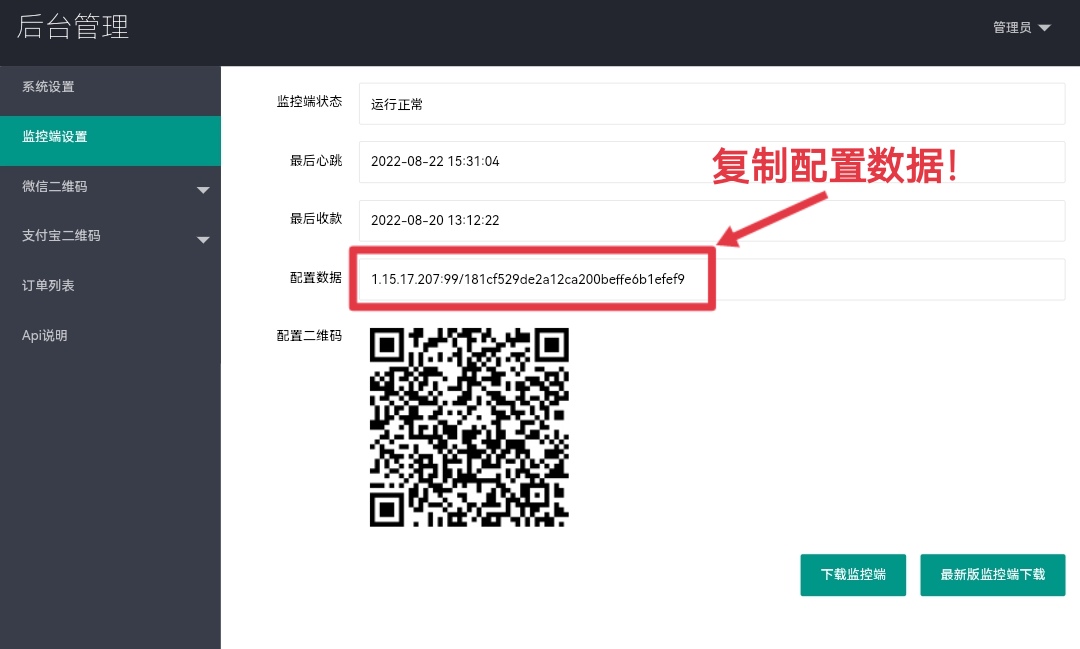 后台管理
管理员
系统设置
监控端设置
微信二维码
支付宝二维码
订单列表
Api说明
监控端状态
运行正常
最后心跳
2022-08-22 15:31:04
复制配置数据!
最后收款
2022-08-20 13:12:22
配置数据
1.15.17.207:99/181cf529de2a12ca200beffe6b1efef9
配置二维码
下载监控端
最新版监控端下载